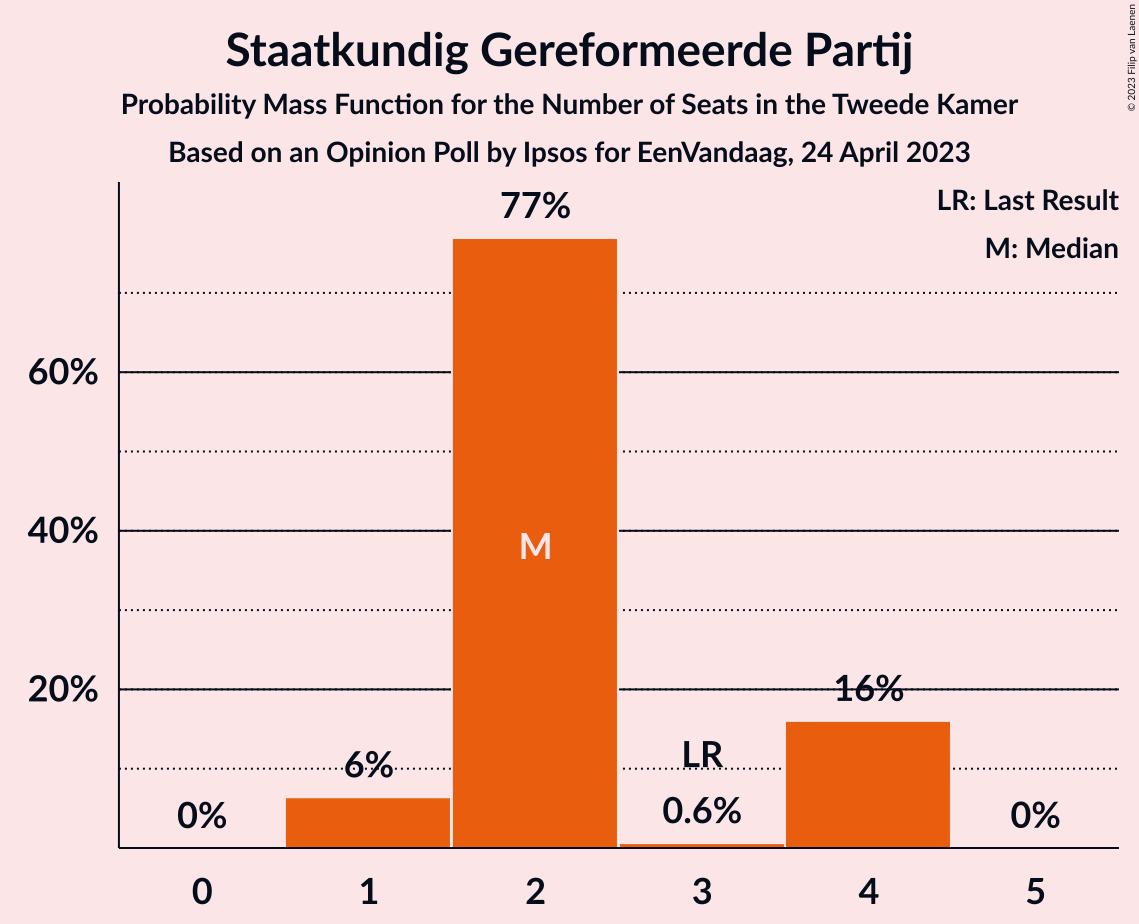 Staatkundig Gereformeerde Partij
Probability Mass Function for the Number of Seats in the Tweede Kamer
Based on an Opinion Poll by Ipsos for EenVandaag, 24 April 2023
© 2023 Filip van Laenen
LR: Last Result
M: Median
77%
60%
40%
20%
M
16%
LR
6%
0.6%
0%
0%
0 1 2 3 4 5